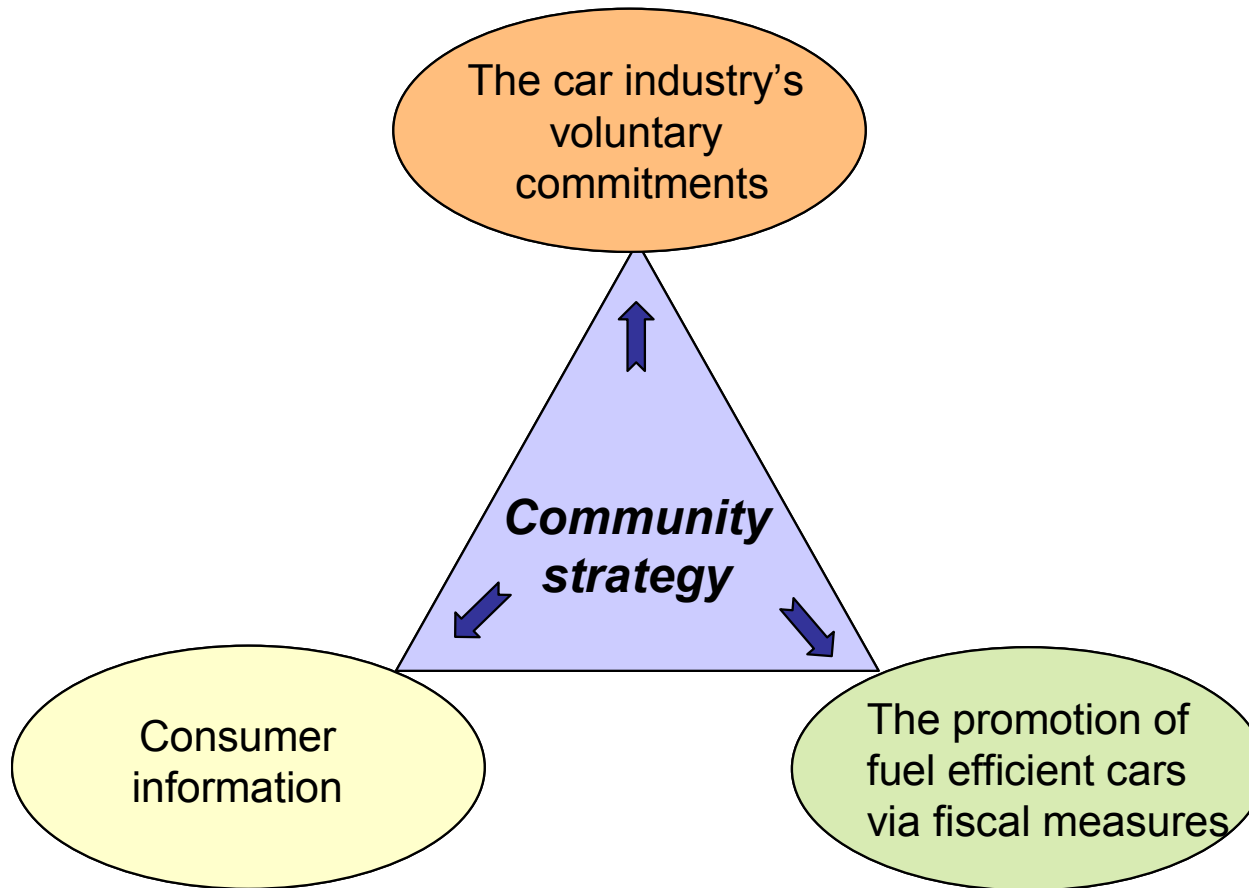 The car industry’s
voluntary
commitments
Community
strategy
Consumer
information
The promotion of
fuel efficient cars
via fiscal measures